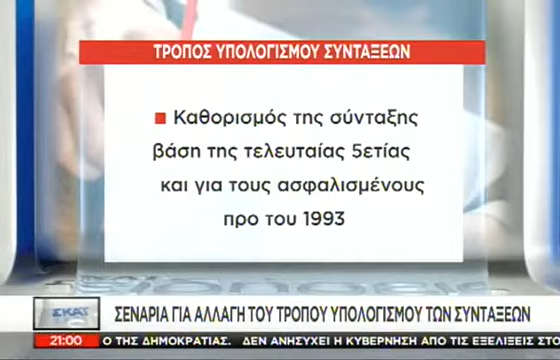 ΤΡΟΠΟΣ ΥΠΟΛΟΓΙΣΜΟΥ ΣΥΝΤΑΞΕΩΝ
Καθορισμός της σύνταξης
βάση της τελευταίας 5ετίας
και για τους ασφαλισμένους
προ του 1993
ΣΚΑΪ ΣΕΝΑΡΙΑ ΓΙΑ ΑΛΛΑΓΗ ΤΟΥ ΤΡΟΠΟΥ ΥΠΟΛΟΓΙΣΜΟΥ ΤΩΝ ΣΥΝΤΑΞΕΩΝ
21:00 Ο ΤΗΣ ΔΗΜΟΚΡΑΤΙΑΣ. ΔΕΝ ΑΝΗΣΥΧΕΙ Η ΚΥΒΕΡΝΗΣΗ ΑΠΟ ΤΙΣ ΕΞΕΛΙΞΕΙΣ ΣΤΟ